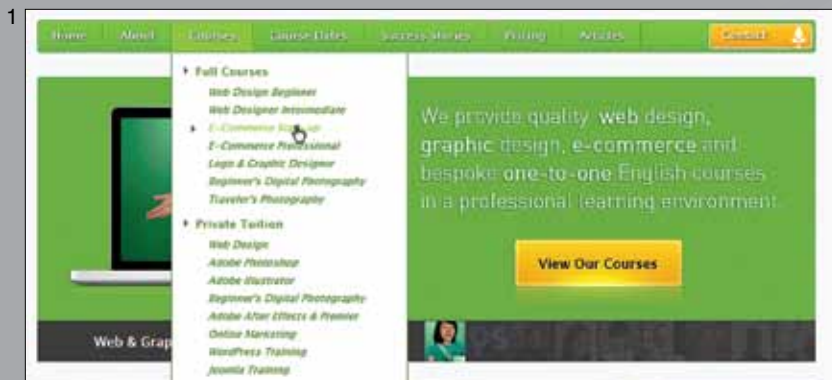 1
Home About Courses Course Dates Success Stories Pricing Articles Contact
Full Courses
Web Design Beginner
Web Designer Intermediate
E-Commerce
E-Commerce Professional
Logo & Graphic Designer
Beginner's Digital Photography
Traveler's Photography
Private Tuition
Web Design
Adobe Photoshop
Adobe Illustrator
Beginner's Digital Photography
Adobe After Effects & Premier
Online Marketing
WordPress Training
Joomla Training
We provide quality web design,
graphic design, e-commerce and
bespoke one-to-one English courses
in a professional learning environment.
View Our Courses
Web & Grap